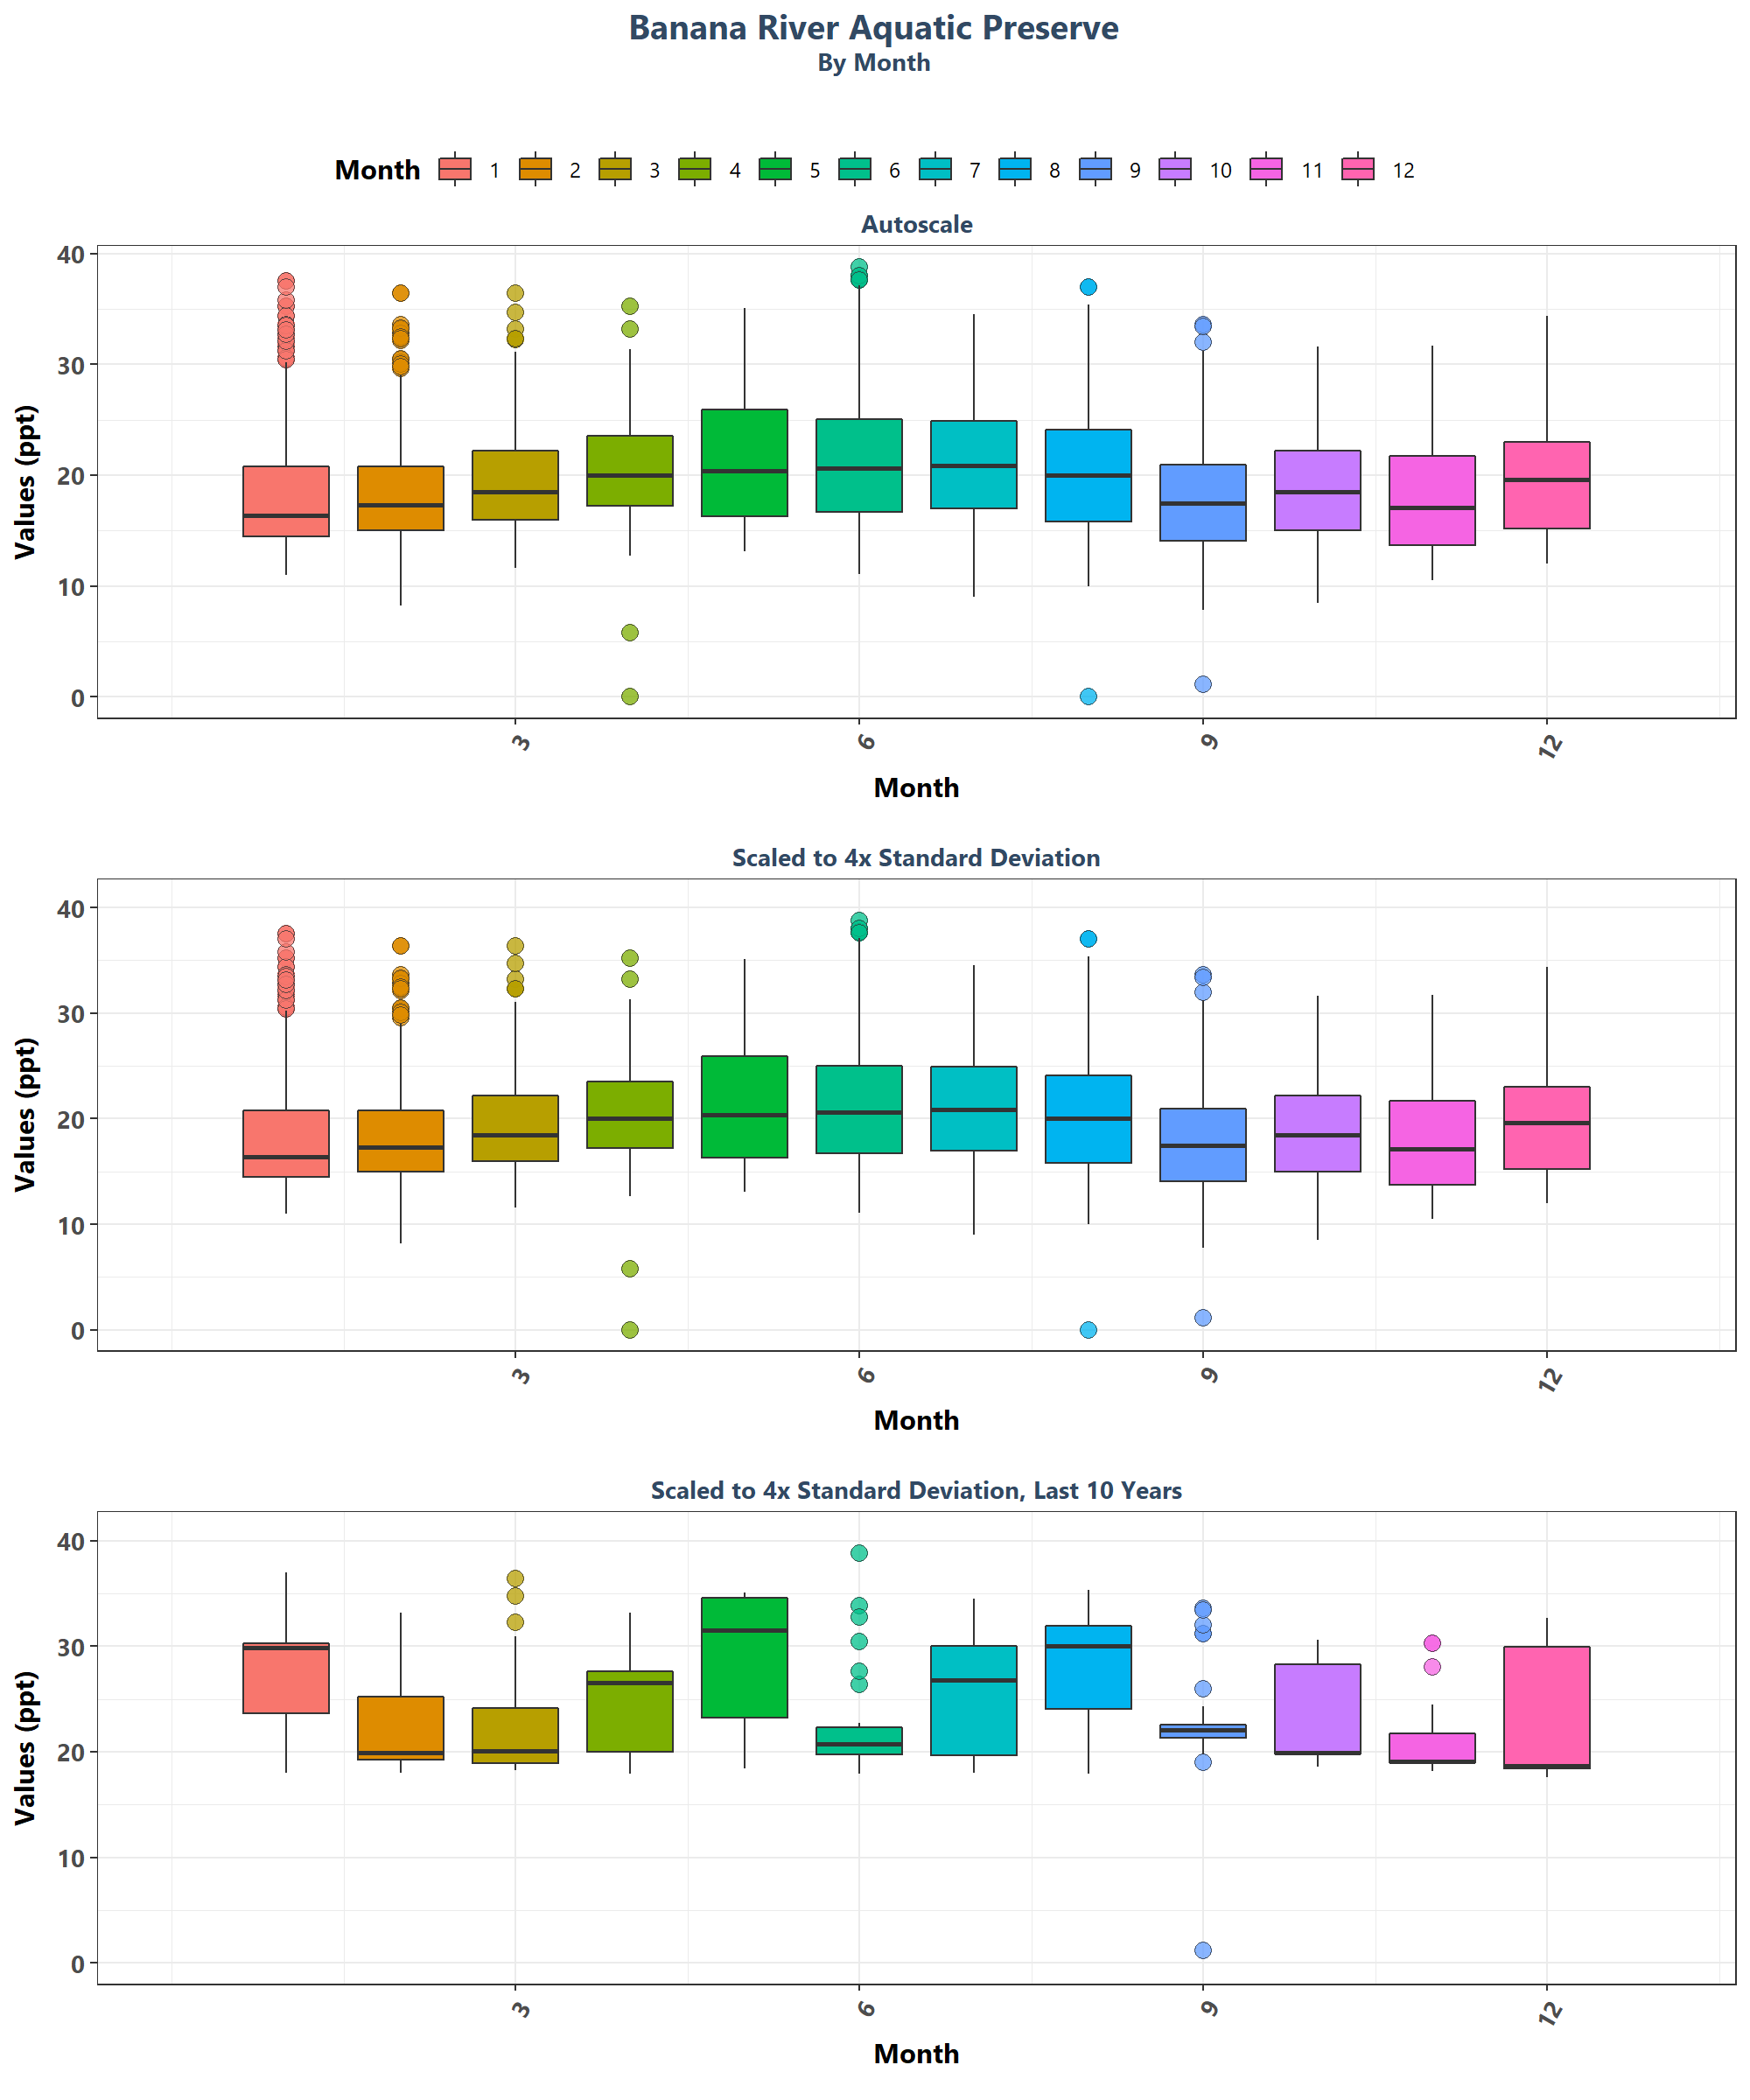 Banana River Aquatic Preserve
By Month
Month 1 2 3 4 5 6 7 8 9 10 11 12
Autoscale
40
30
20
10
0
Values (ppt)
3 6 9 12
Month
Scaled to 4x Standard Deviation
40
30
20
10
0
Values (ppt)
3 6 9 12
Month
Scaled to 4x Standard Deviation, Last 10 Years
40
30
20
10
0
Values (ppt)
3 6 9 12
Month